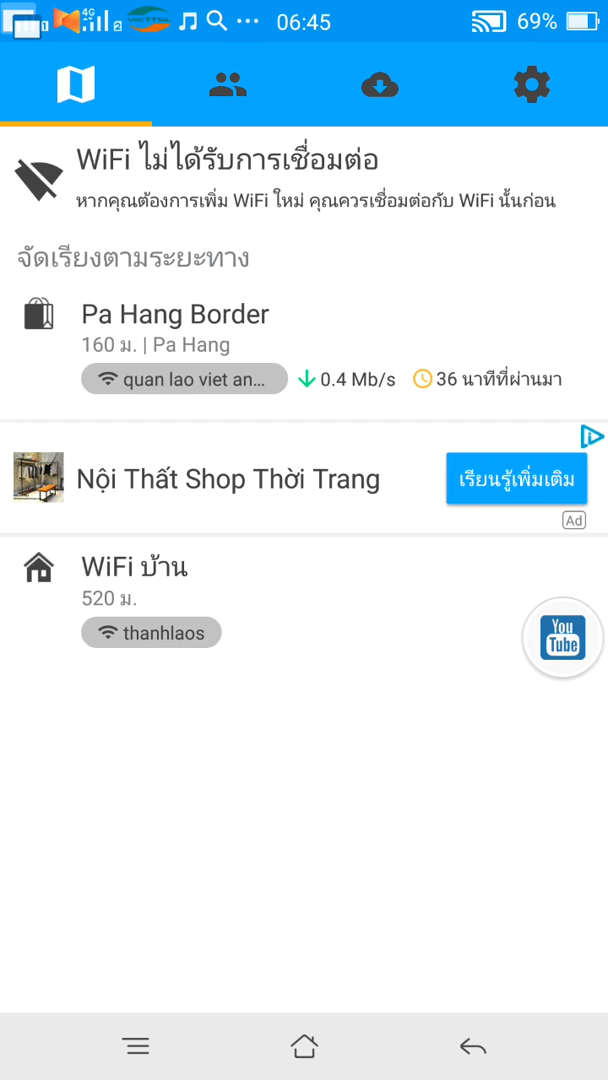 4G
1
2
VIETTEL
06:45
69%
WiFi ไม่ได้รับการเชื่อมต่อ
หากคุณต้องการเพิ่ม WiFi ใหม่ คุณควรเชื่อมต่อกับ WiFi นั้นก่อน
จัดเรียงตามระยะทาง
Pa Hang Border
160 ม. | Pa Hang
quan lao viet an... 0.4 Mb/s 36 นาทีที่ผ่านมา
Nội Thất Shop Thời Trang
เรียนรู้เพิ่มเติม
Ad
WiFi บ้าน
520 ม.
thanhlaos
You
Tube